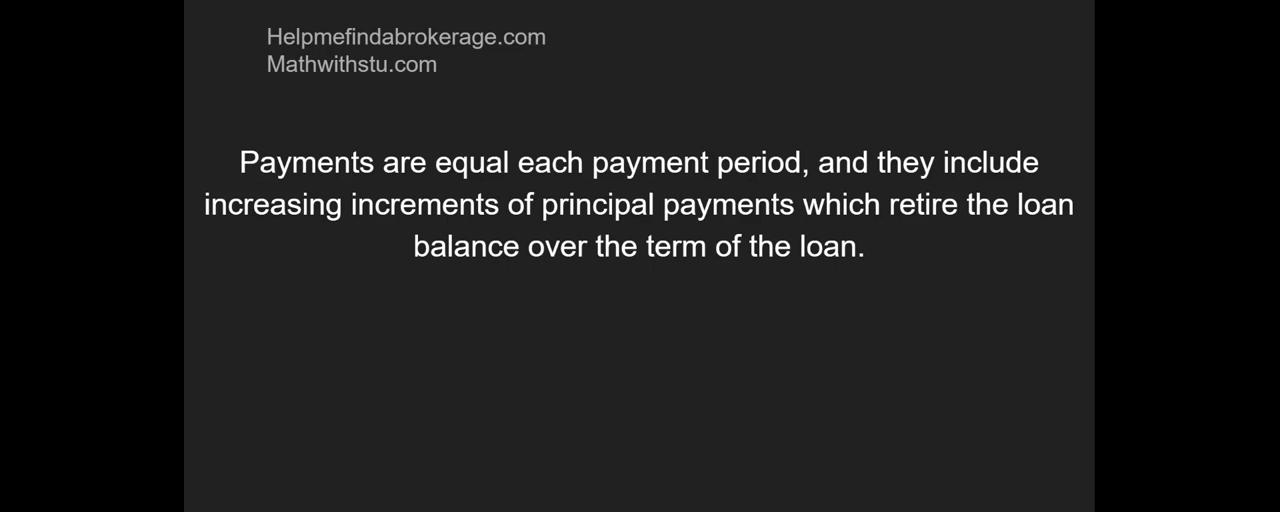 Helpmefindabrokerage.com
Mathwithstu.com
Payments are equal each payment period, and they include
increasing increments of principal payments which retire the loan
balance over the term of the loan.